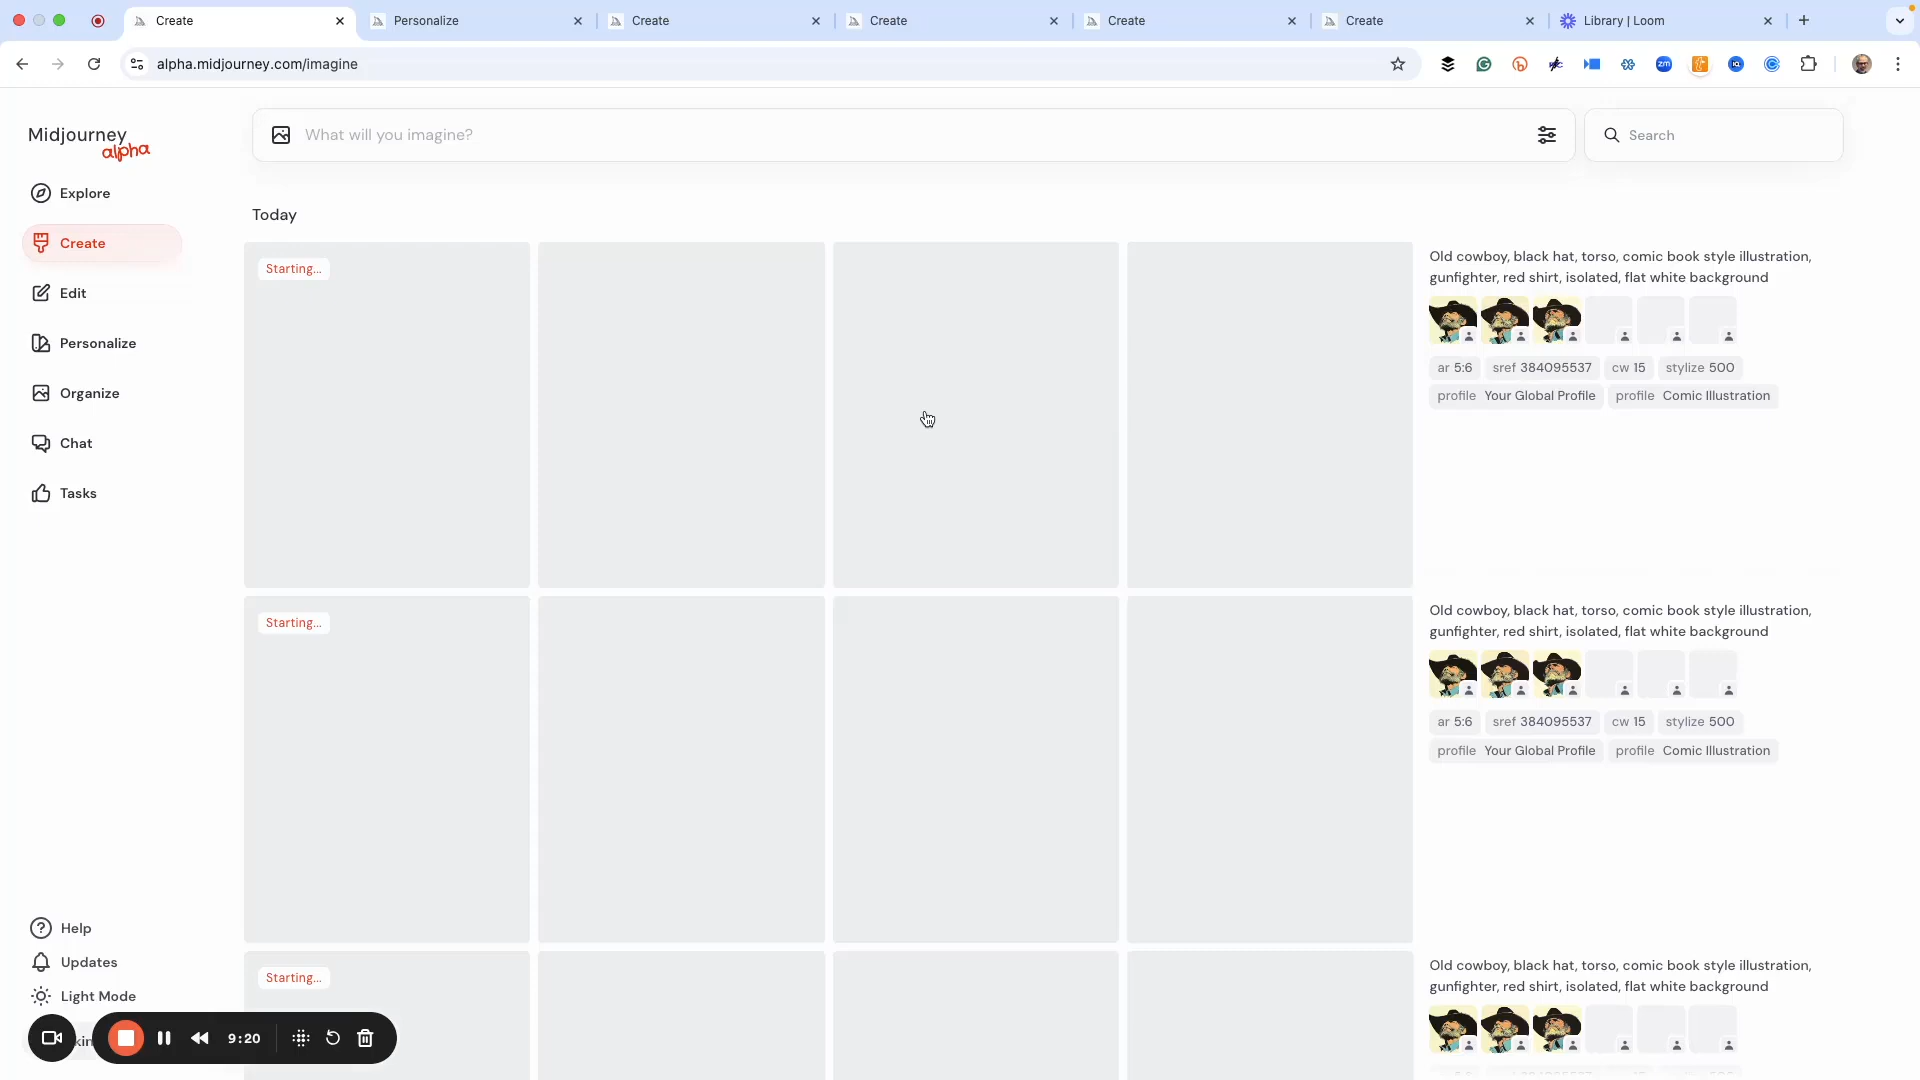 Create
Personalize
Create
Create
Create
Create
Library | Loom
alpha.midjourney.com/imagine
Midjourney
alpha
What will you imagine?
Search
Explore
Create
Edit
Personalize
Organize
Chat
Tasks
Today
Starting...
Old cowboy, black hat, torso, comic book style illustration,
gunfighter, red shirt, isolated, flat white background
ar 5:6 sref 384095537 cw 15 stylize 500
profile Your Global Profile profile Comic Illustration
Starting...
Old cowboy, black hat, torso, comic book style illustration,
gunfighter, red shirt, isolated, flat white background
ar 5:6 sref 384095537 cw 15 stylize 500
profile Your Global Profile profile Comic Illustration
Starting...
Old cowboy, black hat, torso, comic book style illustration,
gunfighter, red shirt, isolated, flat white background
Help
Updates
Light Mode
9:20